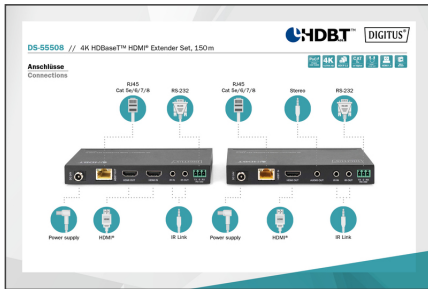 HDBT™
DIGITUS®
DS-55508 // 4K HDBaseT™ HDMI® Extender Set, 150 m
4K
Anschlüsse
Connections
RJ45
Cat 5e/6/7/8
RS-232
RJ45
Cat 5e/6/7/8
Stereo
RS-232
Power supply
HDMI®
IR Link
Power supply
HDMI®
IR Link